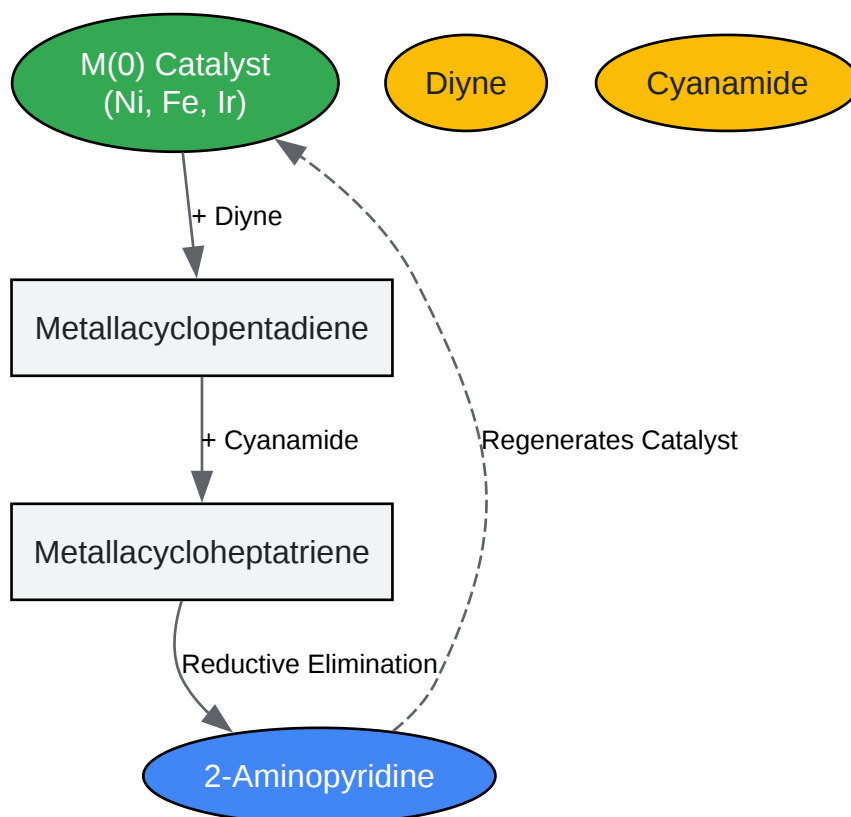 M(0) Catalyst
(Ni, Fe, Ir)
Diyne
Cyanamide
+ Diyne
Metallacyclopentadiene
+ Cyanamide
Regenerates Catalyst
Metallacycloheptatriene
Reductive Elimination
2-Aminopyridine